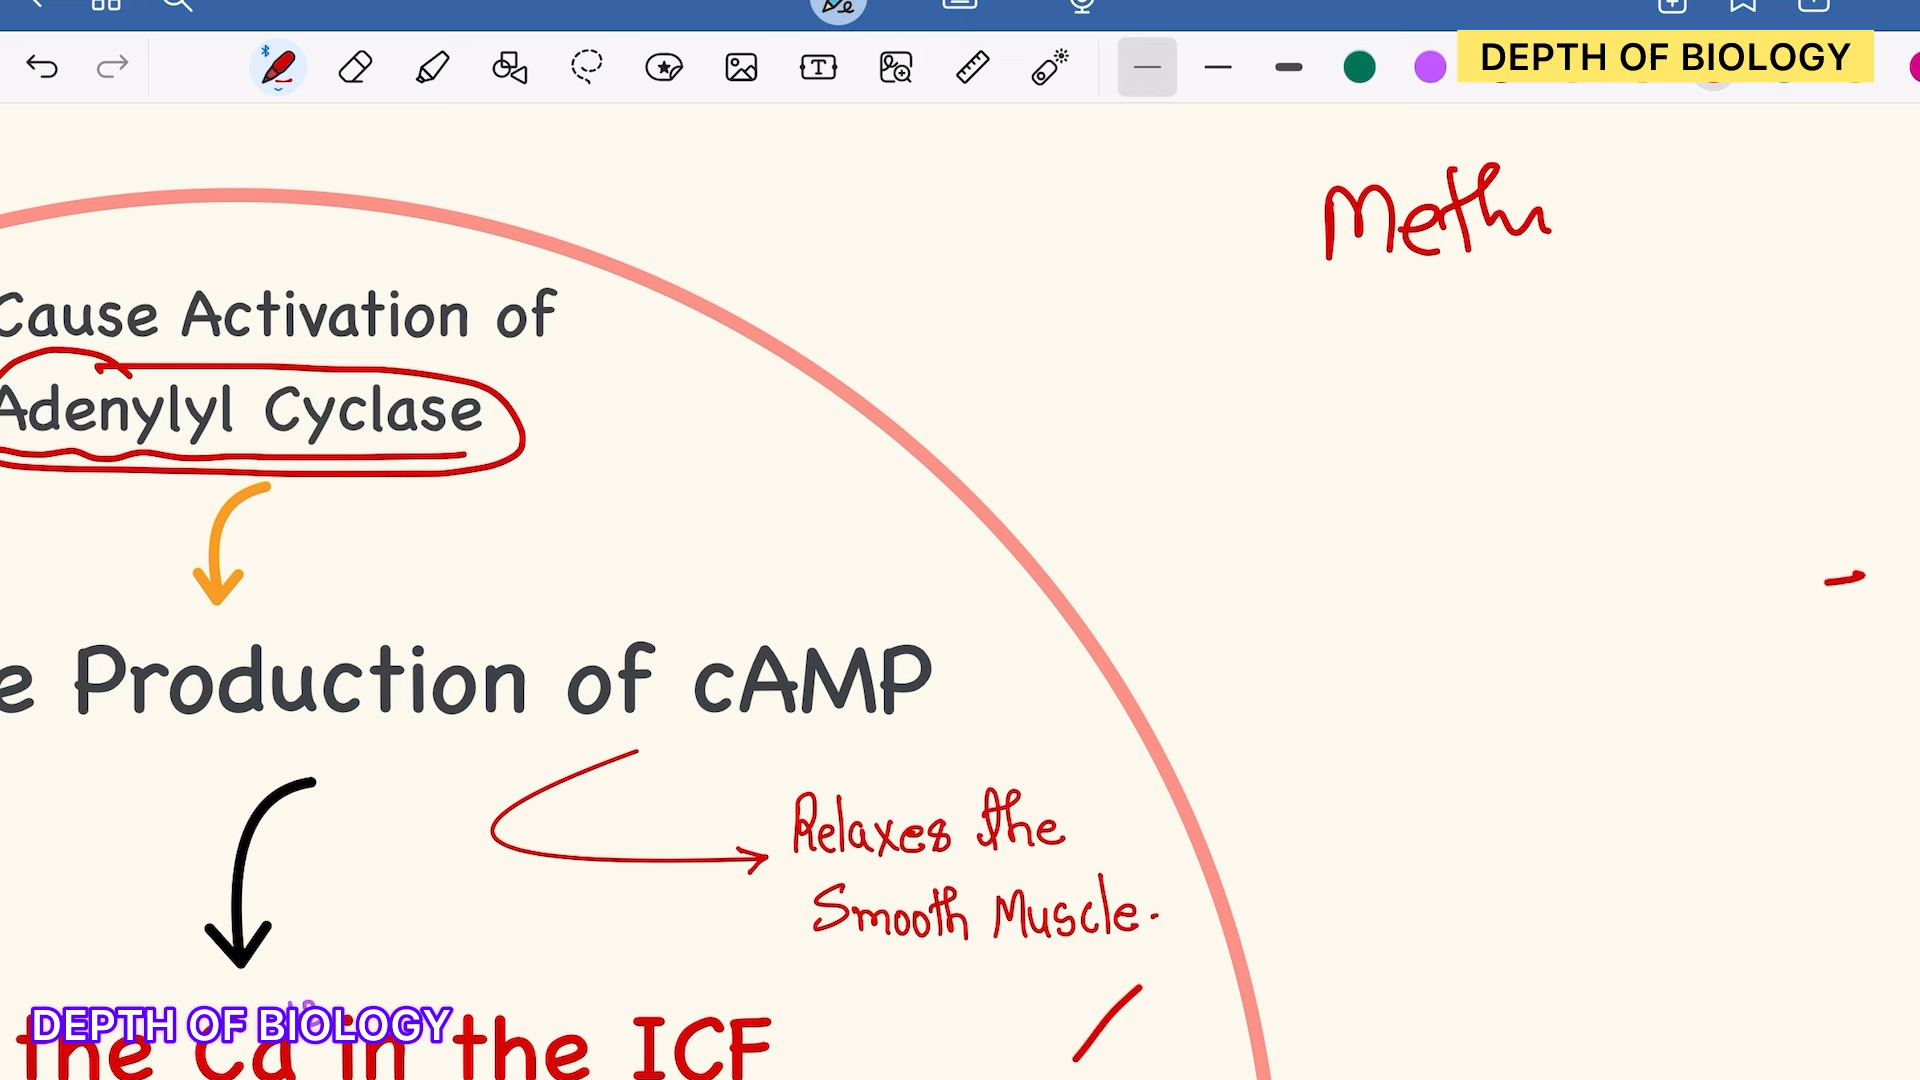 DEPTH OF BIOLOGY
Methu
Cause Activation of
Adenylyl Cyclase
e Production of cAMP
Relaxes the
Smooth Muscle.
DEPTH OF BIOLOGY
the Ca in the ICF